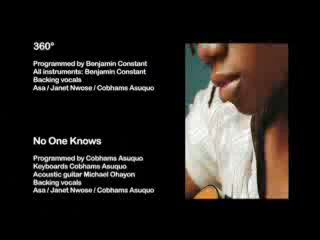 360°
Programmed by Benjamin Constant
All instruments: Benjamin Constant
Backing vocals
Asa / Janet Nwose / Cobhams Asuquo
No One Knows
Programmed by Cobhams Asuquo
Keyboards Cobhams Asuquo
Acoustic guitar Michael Ohayon
Backing vocals
Asa / Janet Nwose / Cobhams Asuquo